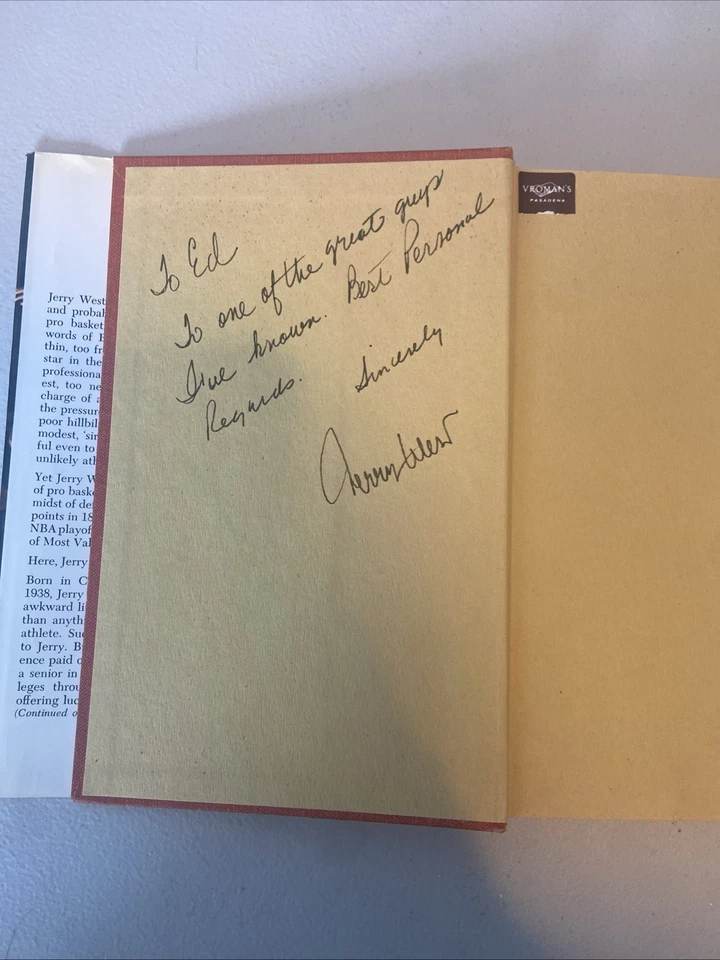 To Ed
To one of the great guys
I've known. Best Personal
Regards. Sincerely
Jerry West
VROMAN'S
PASADENA
Jerry West
and probab
pro basket
words of E
thin, too fr
star in the
professiona
est, too ne
charge of a
the pressur
poor hillbil
modest, 'sin
ful even to
unlikely ath
Yet Jerry W
of pro bask
midst of de
points in 18
NBA playof
of Most Val
Here, Jerry
Born in C
1938, Jerry
awkward li
than anyth
athlete. Suc
to Jerry. B
ence paid o
a senior in
leges throu
offering luc
(Continued o